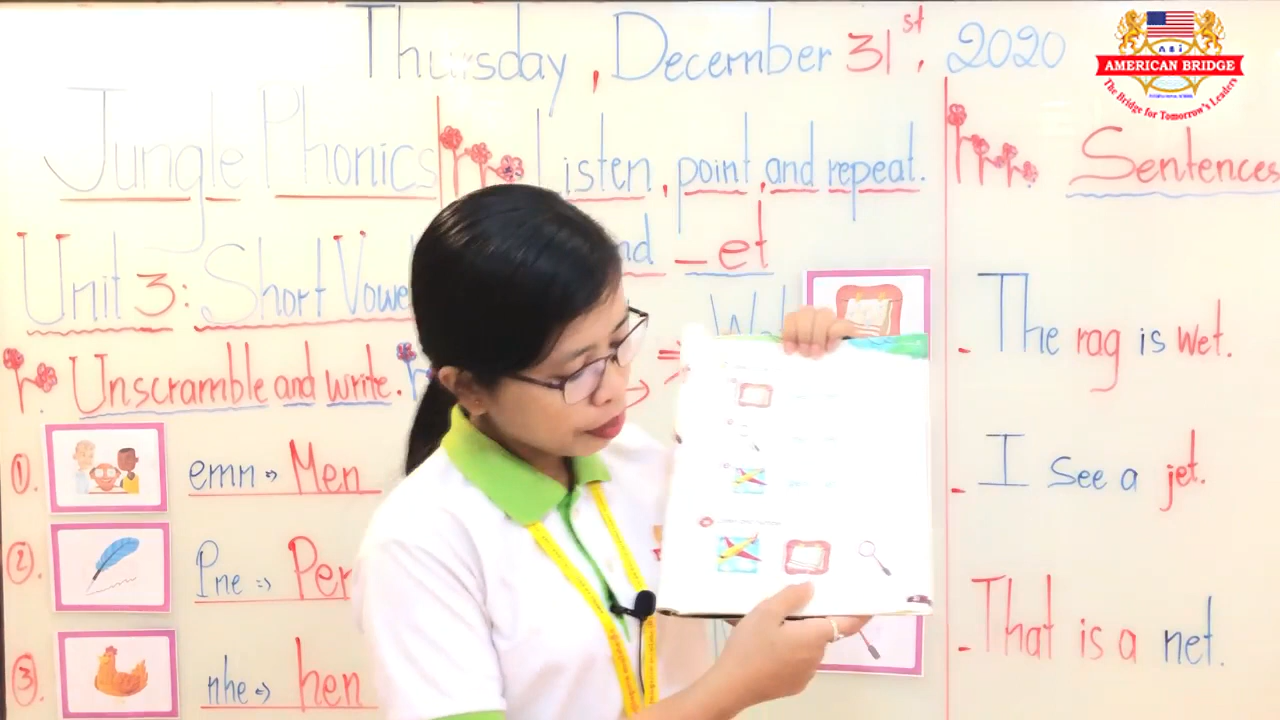 Thursday, December 31st, 2020
AMERICAN BRIDGE
The Bridge for Tomorrow's Leaders
Jungle Phonics
Unit 3: Short Vowe
Unscramble and write.
1. emn => Men
2. Pne => Per
3. nhe => hen
Listen, point, and repeat.
nd _et
Sentences
- The rag is wet.
- I see a jet.
- That is a net.